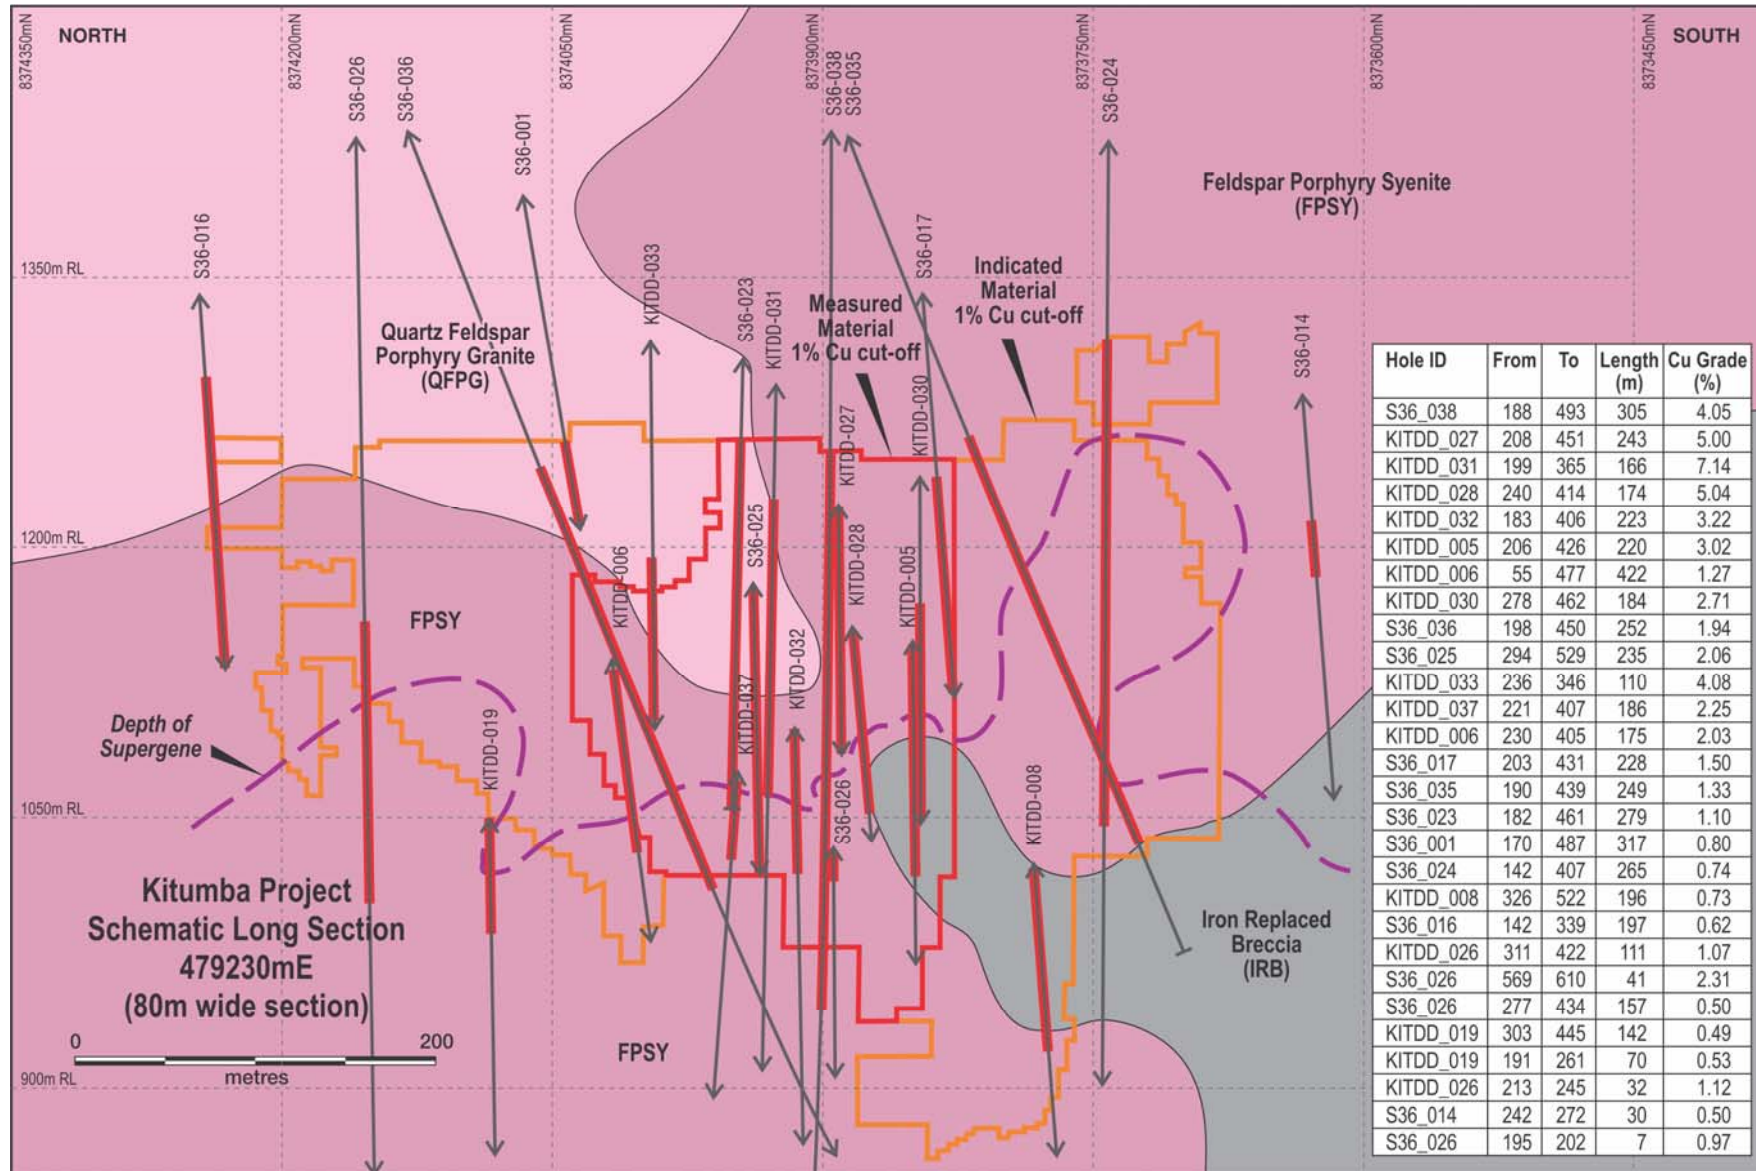 NORTH
SOUTH
8374350mN
8374200mN
8374050mN
8373900mN
8373750mN
8373600mN
8373450mN
S36-026
S36-036
S36-001
S36-038
S36-035
S36-024
S36-016
KITDD-033
S36-023
KITDD-031
S36-017
S36-014
Feldspar Porphyry Syenite
(FPSY)
1350m RL
Indicated
Material
1% Cu cut-off
Measured
Material
1% Cu cut-off
Quartz Feldspar
Porphyry Granite
(QFPG)
KITDD-030
KITDD-027
S36-025
KITDD-028
1200m RL
KITDD-006
KITDD-005
FPSY
KITDD-032
KITDD-037
Depth of
Supergene
KITDD-019
1050m RL
S36-026
KITDD-008
Kitumba Project
Schematic Long Section
479230mE
(80m wide section)
Iron Replaced
Breccia
(IRB)
0 200
metres
FPSY
900m RL
Hole ID From To Length (m) Cu Grade (%)
S36_038 188 493 305 4.05
KITDD_027 208 451 243 5.00
KITDD_031 199 365 166 7.14
KITDD_028 240 414 174 5.04
KITDD_032 183 406 223 3.22
KITDD_005 206 426 220 3.02
KITDD_006 55 477 422 1.27
KITDD_030 278 462 184 2.71
S36_036 198 450 252 1.94
S36_025 294 529 235 2.06
KITDD_033 236 346 110 4.08
KITDD_037 221 407 186 2.25
KITDD_006 230 405 175 2.03
S36_017 203 431 228 1.50
S36_035 190 439 249 1.33
S36_023 182 461 279 1.10
S36_001 170 487 317 0.80
S36_024 142 407 265 0.74
KITDD_008 326 522 196 0.73
S36_016 142 339 197 0.62
KITDD_026 311 422 111 1.07
S36_026 569 610 41 2.31
S36_026 277 434 157 0.50
KITDD_019 303 445 142 0.49
KITDD_019 191 261 70 0.53
KITDD_026 213 245 32 1.12
S36_014 242 272 30 0.50
S36_026 195 202 7 0.97